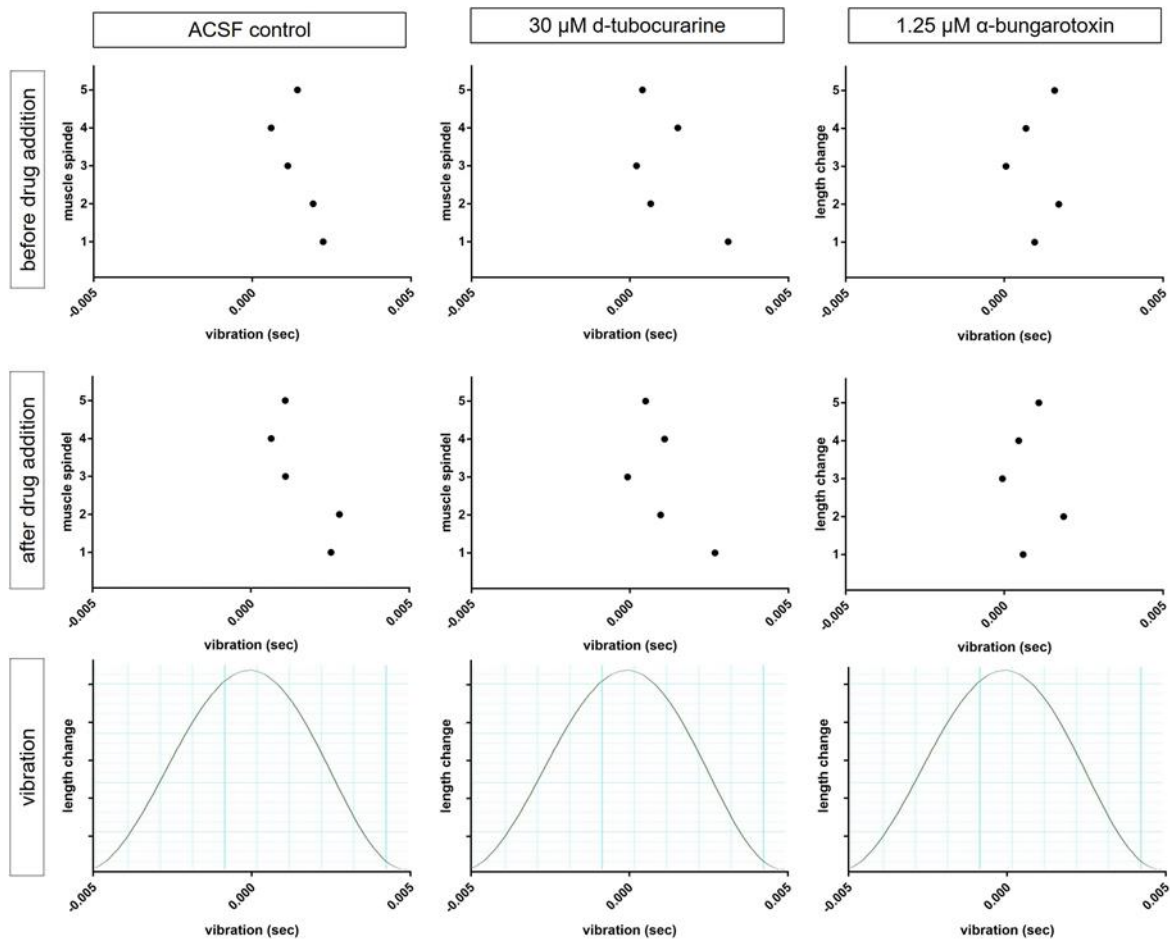 ACSF control
30 µM d-tubocurarine
1.25 µM α-bungarotoxin
before drug addition
muscle spindel
5
4
3
2
1
-0.005
0.000
0.005
vibration (sec)
muscle spindel
5
4
3
2
1
-0.005
0.000
0.005
vibration (sec)
length change
5
4
3
2
1
-0.005
0.000
0.005
vibration (sec)
after drug addition
muscle spindel
5
4
3
2
1
-0.005
0.000
0.005
vibration (sec)
muscle spindel
5
4
3
2
1
-0.005
0.000
0.005
vibration (sec)
length change
5
4
3
2
1
-0.005
0.000
0.005
vibration (sec)
vibration
length change
-0.005
0.000
0.005
vibration (sec)
length change
-0.005
0.000
0.005
vibration (sec)
length change
-0.005
0.000
0.005
vibration (sec)